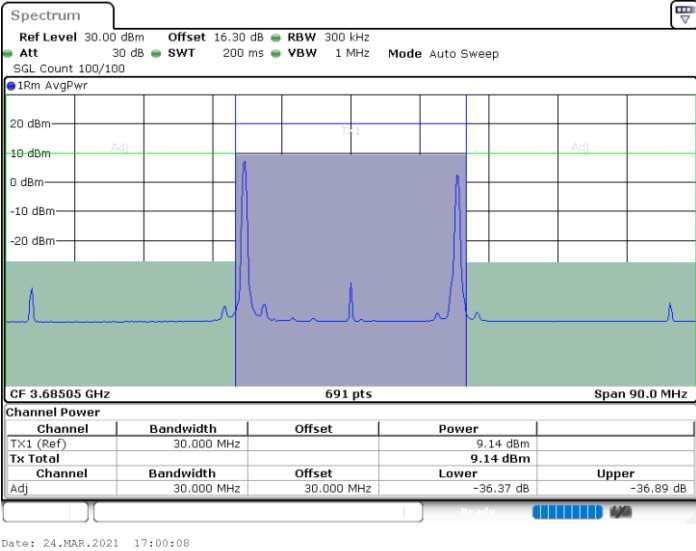 Spectrum
Ref Level 30.00 dBm Offset 16.30 dB RBW 300 kHz
Att 30 dB SWT 200 ms VBW 1 MHz Mode Auto Sweep
SGL Count 100/100
1Rm AvgPwr
20 dBm
TX1
Adj Adj
10 dBm
0 dBm
-10 dBm
-20 dBm
CF 3.68505 GHz 691 pts Span 90.0 MHz
Channel Power
Channel Bandwidth Offset Power
TX1 (Ref) 30.000 MHz 9.14 dBm
Tx Total 9.14 dBm
Channel Bandwidth Offset Lower Upper
Adj 30.000 MHz 30.000 MHz -36.37 dB -36.89 dB
Ready
Date: 24.MAR.2021 17:00:08